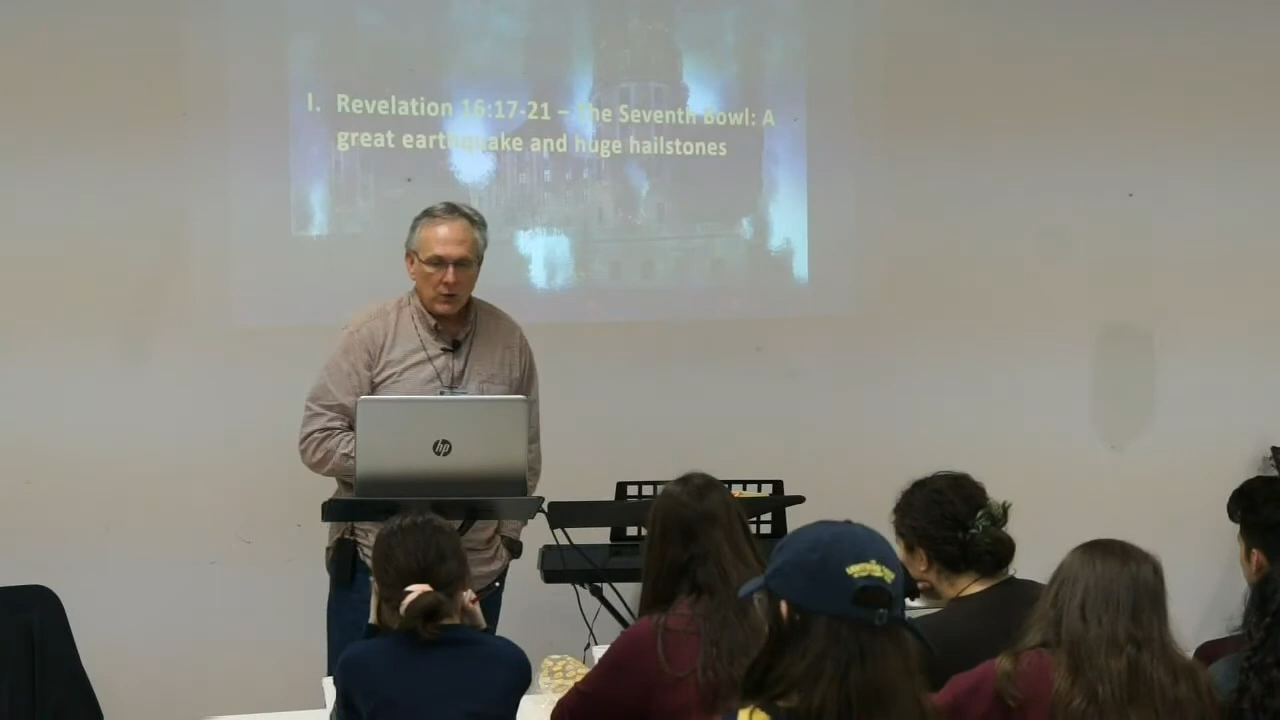 I. Revelation 16:17-21 – The Seventh Bowl: A
great earthquake and huge hailstones
hp